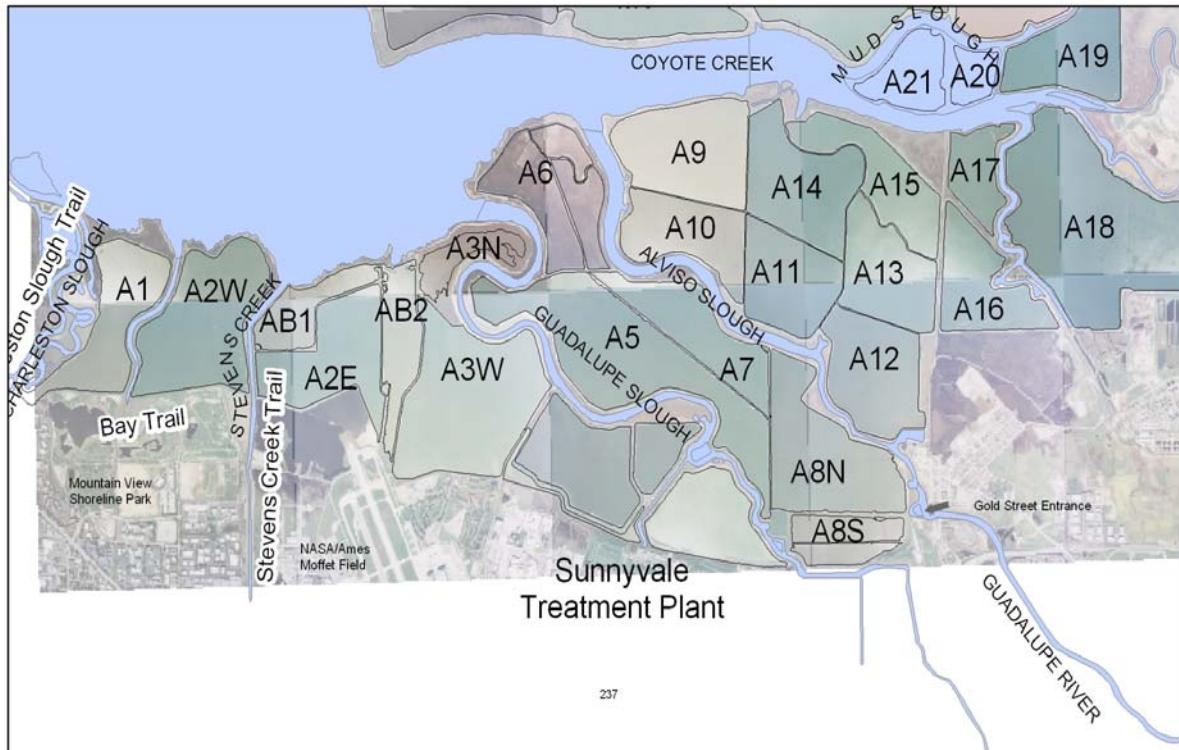 COYOTE CREEK
MUD SLOUGH
A21
A20
A19
A9
A6
A14
A15
A17
A10
A18
A3N
ALVISO SLOUGH
A11
A13
A16
Charleston Slough Trail
CHARLESTON SLOUGH
A1
A2W
STEVENS CREEK
AB1
AB2
GUADALUPE SLOUGH
A5
A7
A12
A2E
A3W
Bay Trail
Stevens Creek Trail
A8N
Mountain View
Shoreline Park
Gold Street Entrance
A8S
NASA/Ames
Moffet Field
Sunnyvale
Treatment Plant
GUADALUPE RIVER
237